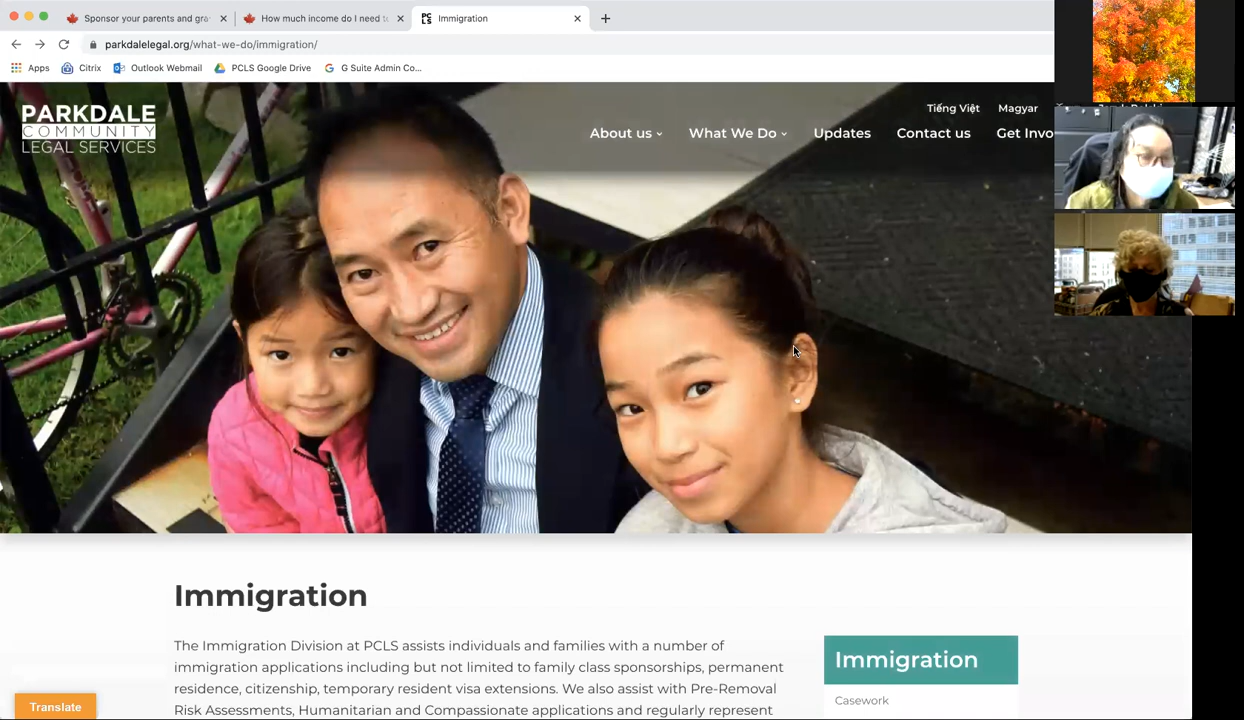 Sponsor your parents and gra
How much income do I need t
PC
LS
Immigration
parkdalelegal.org/what-we-do/immigration/
Apps
Citrix
Outlook Webmail
PCLS Google Drive
G Suite Admin Co...
PARKDALE
COMMUNITY
LEGAL SERVICES
Tiếng Việt
Magyar
About us
What We Do
Updates
Contact us
Get Invo
Immigration
The Immigration Division at PCLS assists individuals and families with a number of
immigration applications including but not limited to family class sponsorships, permanent
residence, citizenship, temporary resident visa extensions. We also assist with Pre-Removal
Risk Assessments, Humanitarian and Compassionate applications and regularly represent
Immigration
Casework
Translate